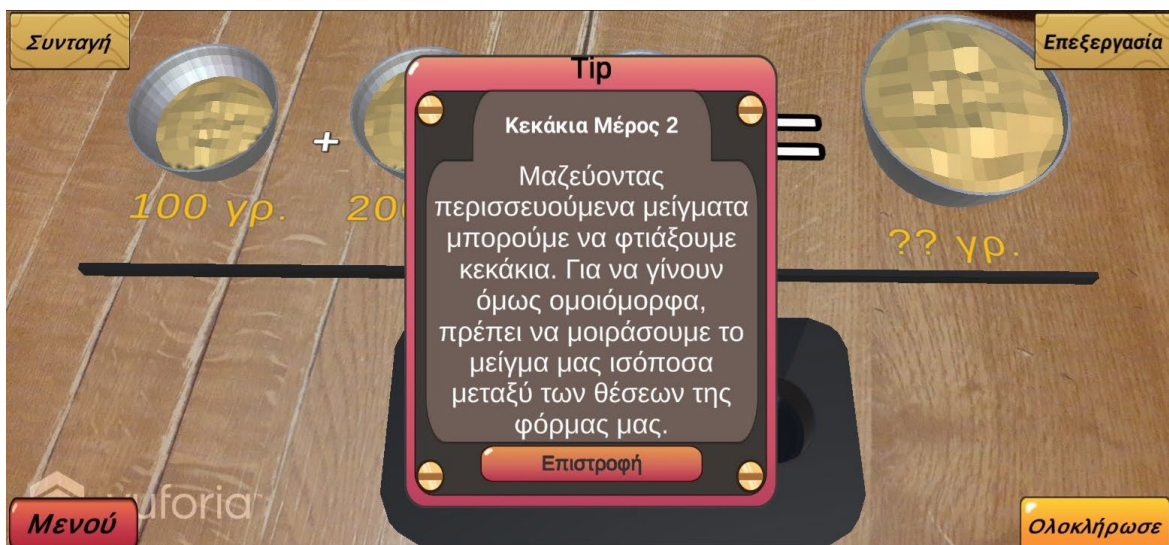 Συνταγή
Tip
Επεξεργασία
Κεκάκια Μέρος 2
+
=
100 γρ.
?? γρ.
Μαζεύοντας
περισσευούμενα μείγματα
μπορούμε να φτιάξουμε
κεκάκια. Για να γίνουν
όμως ομοιόμορφα,
πρέπει να μοιράσουμε το
μείγμα μας ισόποσα
μεταξύ των θέσεων της
φόρμας μας.
Επιστροφή
vuforia
Μενού
Ολοκλήρωσε